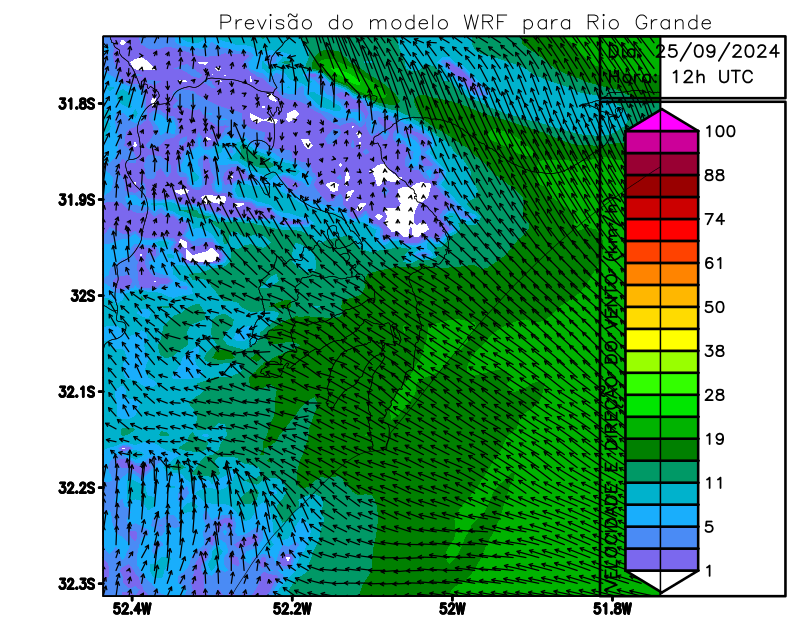 Previsão do modelo WRF para Rio Grande
Dia: 25/09/2024
Hora: 12h UTC
31.8S
31.9S
32S
32.1S
32.2S
32.3S
52.4W
52.2W
52W
51.8W
VELOCIDADE E DIREÇÃO DO VENTO (km/h)
100
88
74
61
50
38
28
19
11
5
1